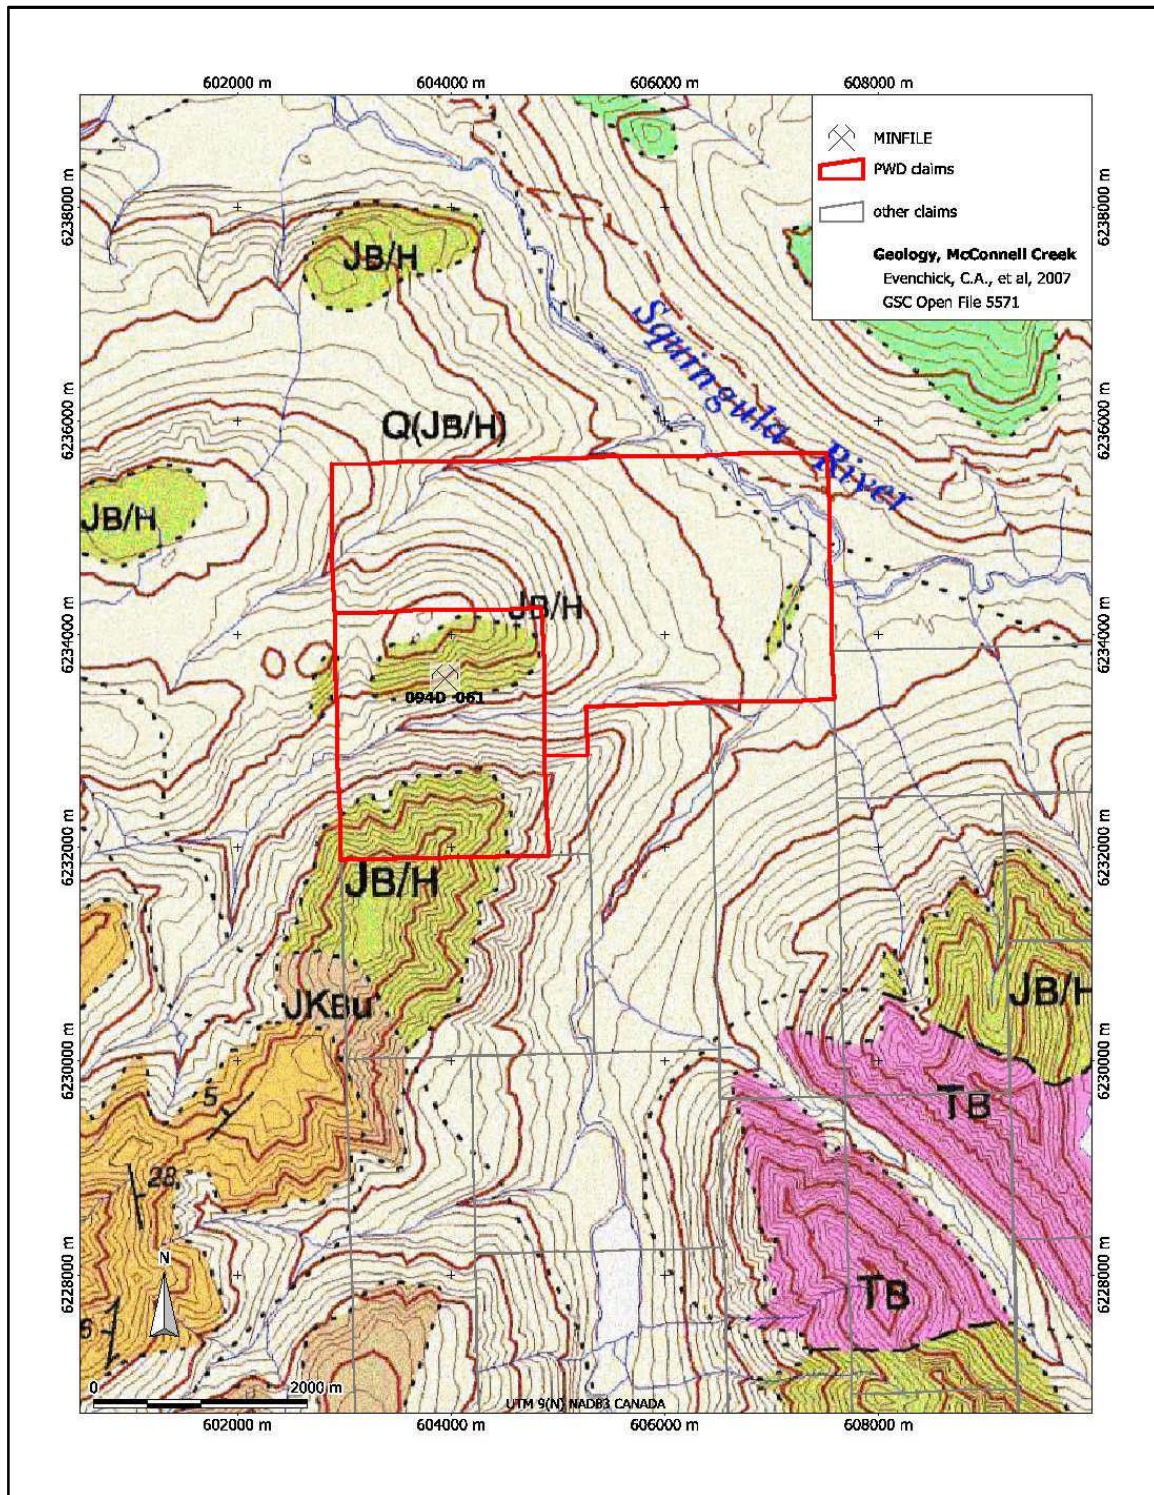 602000 m 604000 m 606000 m 608000 m
MINFILE
PWD claims
other claims
Geology, McConnell Creek
Evenchick, C.A., et al, 2007
GSC Open File 5571
6238000 m
6238000 m
JB/H
Squingula River
6236000 m
6236000 m
Q(JB/H)
JB/H
JB/H
6234000 m
6234000 m
094D 061
6232000 m
6232000 m
JB/H
JB/H
JKBu
6230000 m
6230000 m
5
TB
28
N
6228000 m
6228000 m
TB
0 2000 m
UTM 9(N) NAD83 CANADA
602000 m 604000 m 606000 m 608000 m